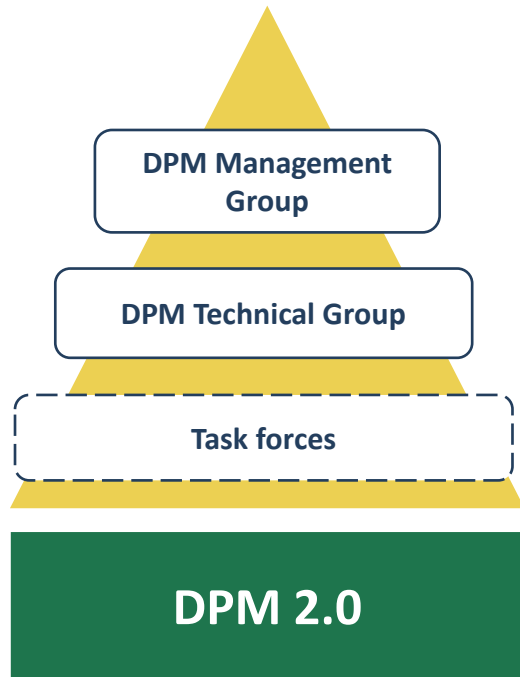 DPM Management
Group
DPM Technical Group
Task forces
DPM 2.0